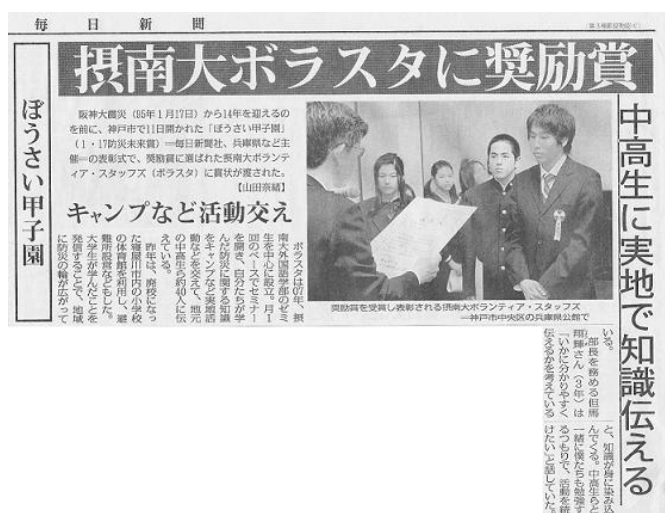 毎日新聞
摂南大ボラスタに奨励賞
中高生に実地で知識伝える
ぼうさい甲子園
阪神大震災（95年1月17日）から14年を迎えるの
を前に、神戸市で11日開かれた「ぼうさい甲子園」
（1・17防災未来賞）＝毎日新聞社、兵庫県など主
催＝の表彰式で、奨励賞に選ばれた摂南大ボランテ
ィア・スタッフズ（ボラスタ）に賞状が渡された。
【山田奈緒】
キャンプなど活動交え
ボラスタは07年、摂
南大外国語学部のゼミ
生を中心に設立。月1
回のペースでセミナー
を開き、自分たちが学
んだ防災に関する知識
をキャンプなど実地活
動などを交えて、地元
の中高生ら約40人に伝
えている。
昨年は、廃校になっ
た寝屋川市内の小学校
の体育館を利用し、避
難所設営などもした。
大学生が学んだことを
発信することで、地域
に防災の輪が広がって
奨励賞を受賞し表彰される摂南大ボランティア・スタッフズ
＝神戸市中央区の兵庫県公館で
いる。
部長を務める但馬
翔輝さん（3年）は
「いかに分かりやすく
伝えるかを考えている
と、知識が身に染み込
んでくる。中高生らと
一緒に僕たちも勉強す
るつもりで、活動を続
けたい」と話していた。